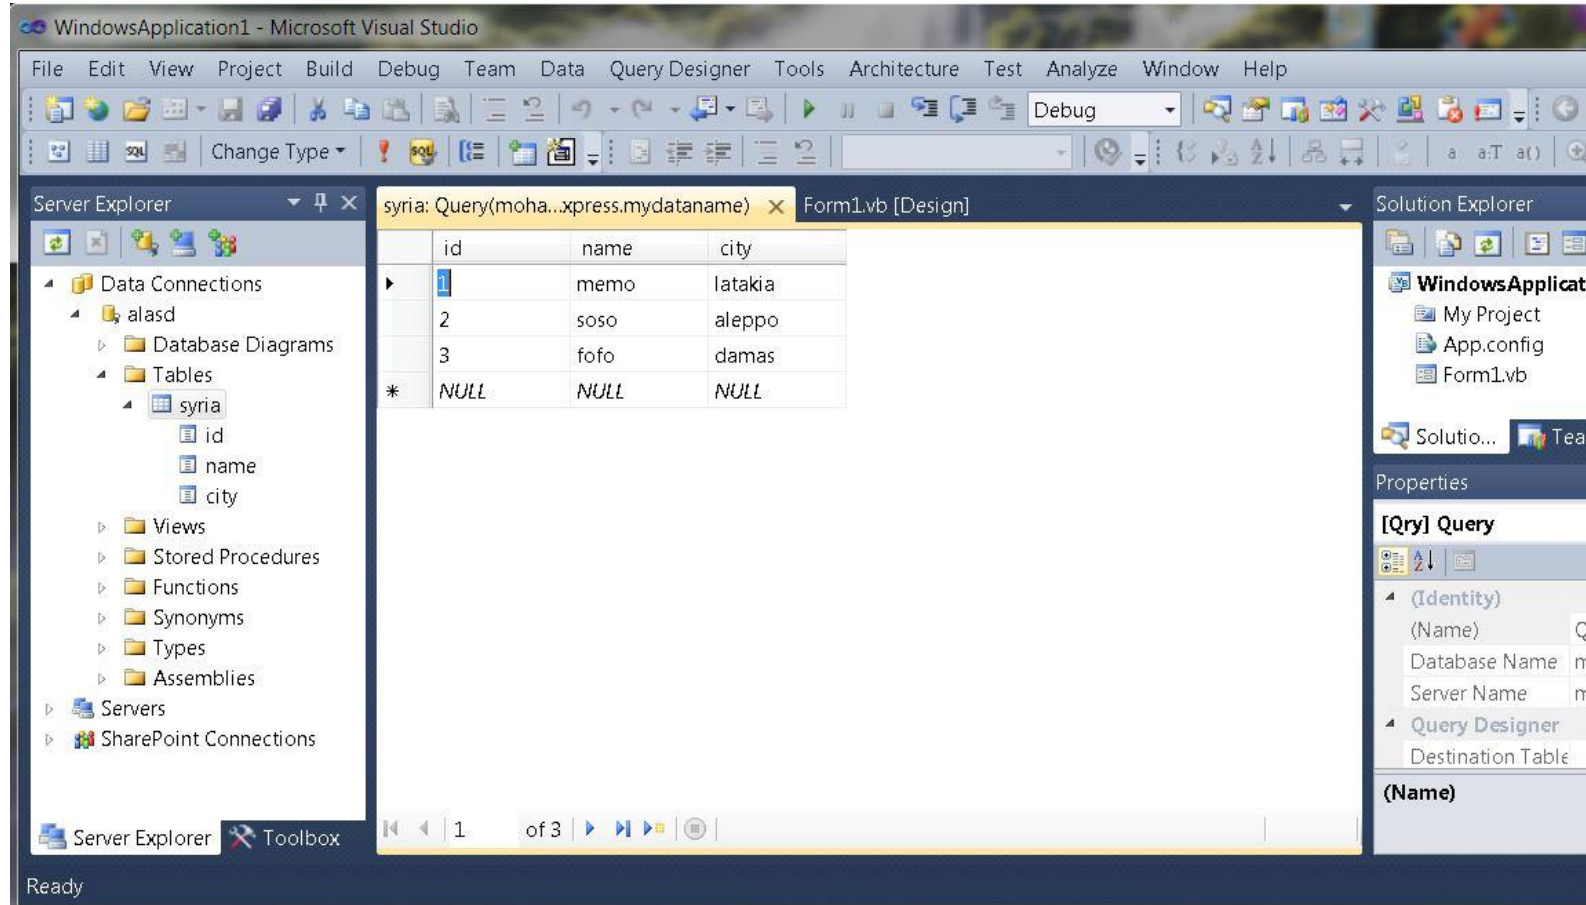 WindowsApplication1 - Microsoft Visual Studio
File Edit View Project Build Debug Team Data Query Designer Tools Architecture Test Analyze Window Help
Debug
SQL Change Type SQL a a:T a()
Server Explorer
Data Connections
alasd
Database Diagrams
Tables
syria
id
name
city
Views
Stored Procedures
Functions
Synonyms
Types
Assemblies
Servers
SharePoint Connections
Server Explorer Toolbox
syria: Query(moha...xpress.mydataname) Form1.vb [Design]
id name city
1 memo latakia
2 soso aleppo
3 fofo damas
NULL NULL NULL
1 of 3
Solution Explorer
WindowsApplicat
My Project
App.config
Form1.vb
Solutio... Tea
Properties
[Qry] Query
(Identity)
(Name) Q
Database Name m
Server Name m
Query Designer
Destination Table
(Name)
Ready